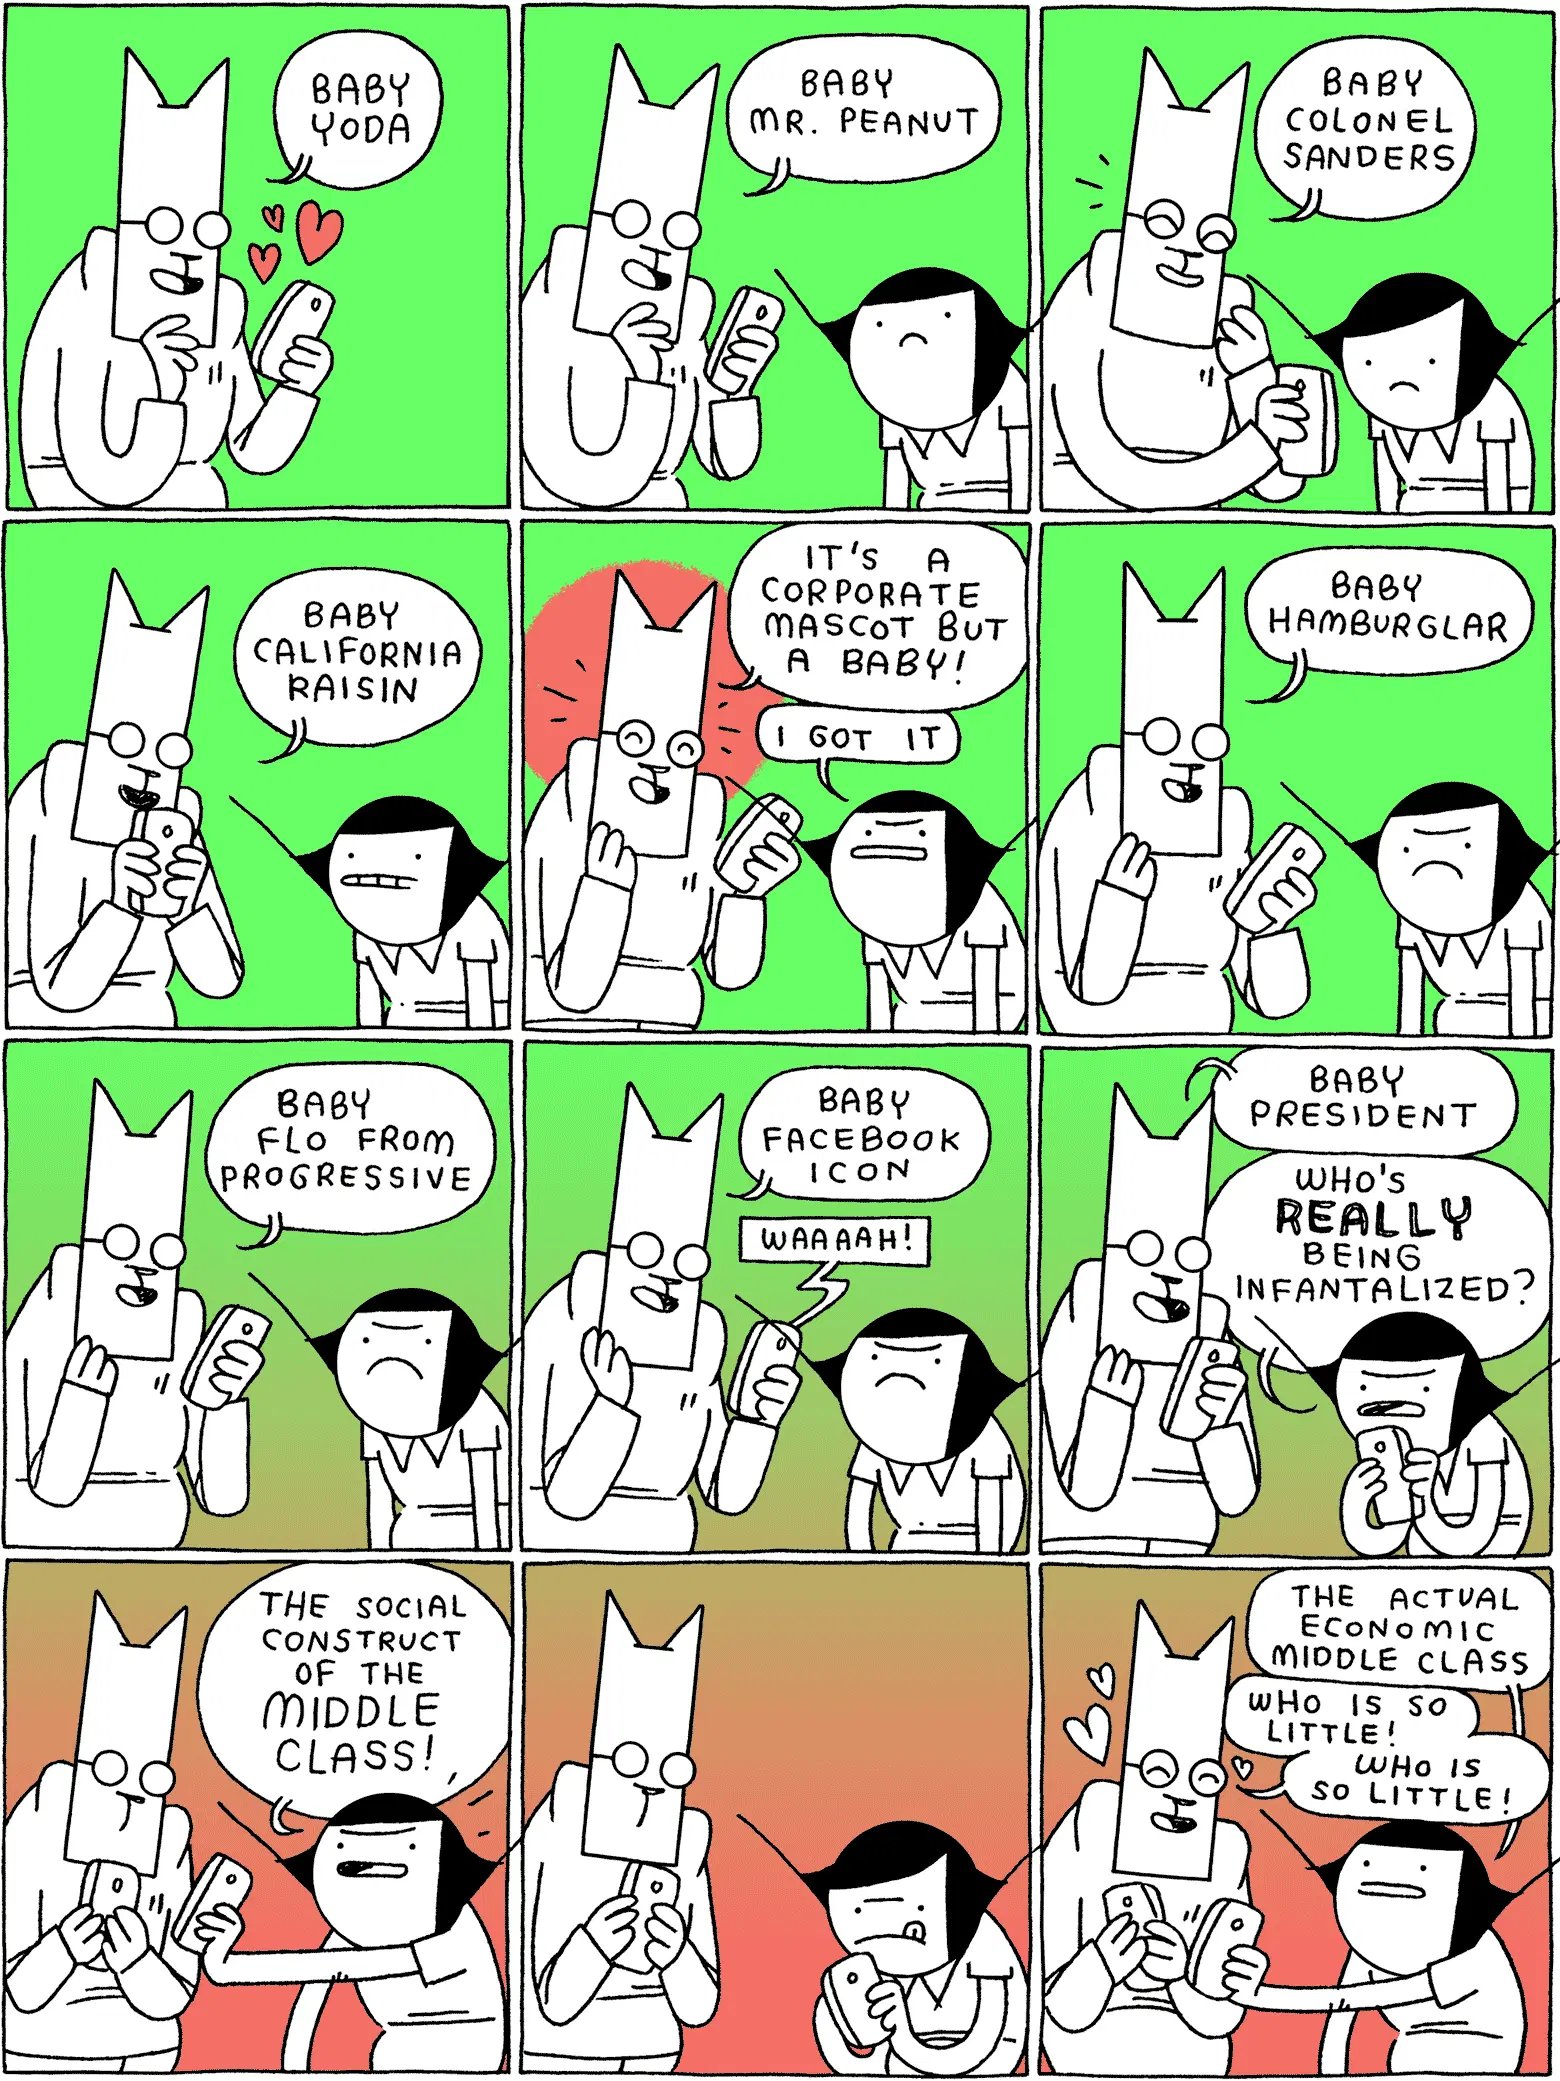 BABY
YODA
BABY
MR. PEANUT
BABY
COLONEL
SANDERS
BABY
CALIFORNIA
RAISIN
IT'S A
CORPORATE
MASCOT BUT
A BABY!
I GOT IT
BABY
HAMBURGLAR
BABY
FLO FROM
PROGRESSIVE
BABY
FACEBOOK
ICON
WAAAAH!
BABY
PRESIDENT
WHO'S
REALLY
BEING
INFANTALIZED?
THE SOCIAL
CONSTRUCT
OF THE
MIDDLE
CLASS!
THE ACTUAL
ECONOMIC
MIDDLE CLASS
WHO IS SO
LITTLE!
WHO IS
SO LITTLE!